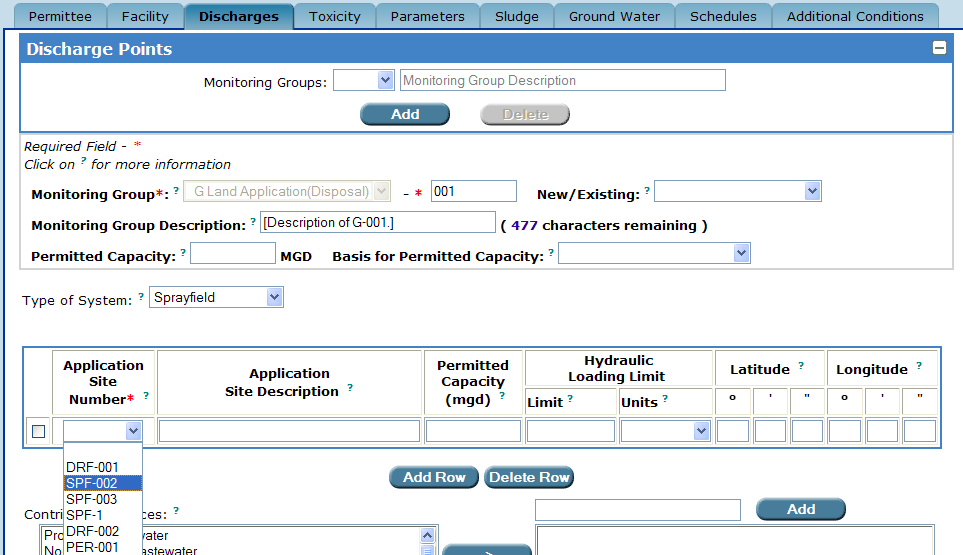 Permittee Facility Discharges Toxicity Parameters Sludge Ground Water Schedules Additional Conditions
Discharge Points
Monitoring Groups: Monitoring Group Description
Add Delete
Required Field - *
Click on ? for more information
Monitoring Group*: ? G Land Application(Disposal) - * 001 New/Existing: ?
Monitoring Group Description: ? [Description of G-001.] ( 477 characters remaining )
Permitted Capacity: ? MGD Basis for Permitted Capacity: ?
Type of System: ? Sprayfield
Application
Site
Number* ?
Application
Site Description ?
Permitted
Capacity
(mgd) ?
Hydraulic
Loading Limit
Limit ? Units ?
Latitude ? Longitude ?
o ' " o ' "
DRF-001
SPF-002
SPF-003
SPF-1
DRF-002
PER-001
Add Row Delete Row
Contri ces: ? Add
Pro water
No astewater
>